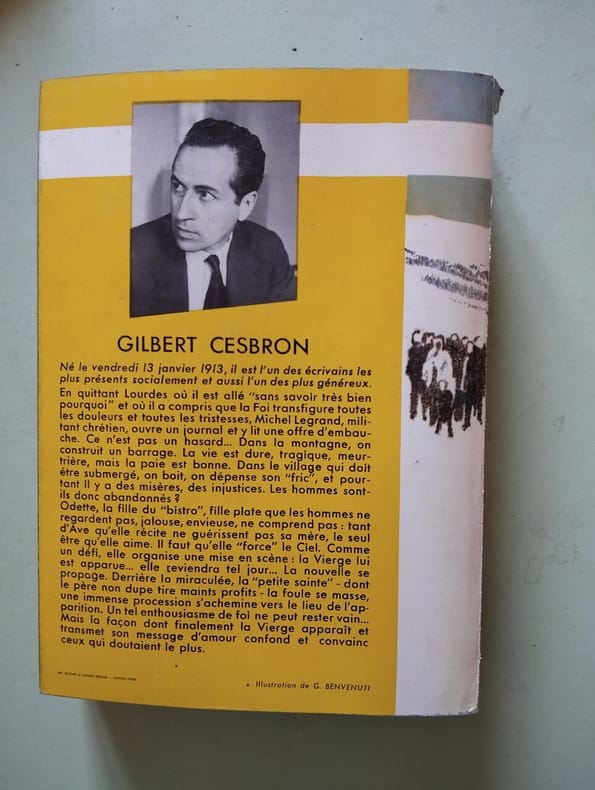 GILBERT CESBRON
Né le vendredi 13 janvier 1913, il est l'un des écrivains les
plus présents socialement et aussi l'un des plus généreux.
En quittant Lourdes où il est allé "sans savoir très bien
pourquoi" et où il a compris que la Foi transfigure toutes
les douleurs et toutes les tristesses, Michel Legrand, mili-
tant chrétien, ouvre un journal et y lit une offre d'embau-
che. Ce n'est pas un hasard... Dans la montagne, on
construit un barrage. La vie est dure, tragique, meur-
trière, mais la paie est bonne. Dans le village qui doit
être submergé, on boit, on dépense son "fric", et pour-
tant il y a des misères, des injustices. Les hommes sont-
ils donc abandonnés ?
Odette, la fille du "bistro", fille plate que les hommes ne
regardent pas, jalouse, envieuse, ne comprend pas : tant
d'Ave qu'elle récite ne guérissent pas sa mère, le seul
être qu'elle aime. Il faut qu'elle "force" le Ciel. Comme
un défi, elle organise une mise en scène : la Vierge lui
est apparue... elle reviendra tel jour... La nouvelle se
propage. Derrière la miraculée, la "petite sainte" - dont
le père non dupe tire maints profits - la foule se masse,
une immense procession s'achemine vers le lieu de l'ap-
parition. Un tel enthousiasme de foi ne peut rester vain...
Mais la façon dont finalement la Vierge apparaît et
transmet son message d'amour confond et convainc
ceux qui doutaient le plus.
Illustration de G. BENVENUTI